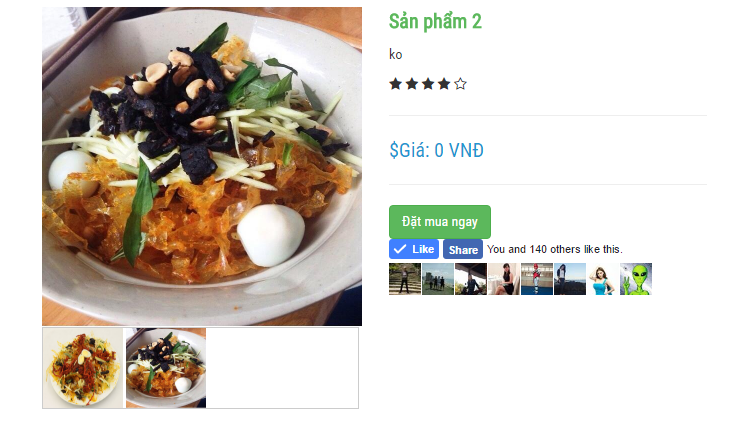 Sản phẩm 2
ko
$Giá: 0 VNĐ
Đặt mua ngay
Like Share You and 140 others like this.